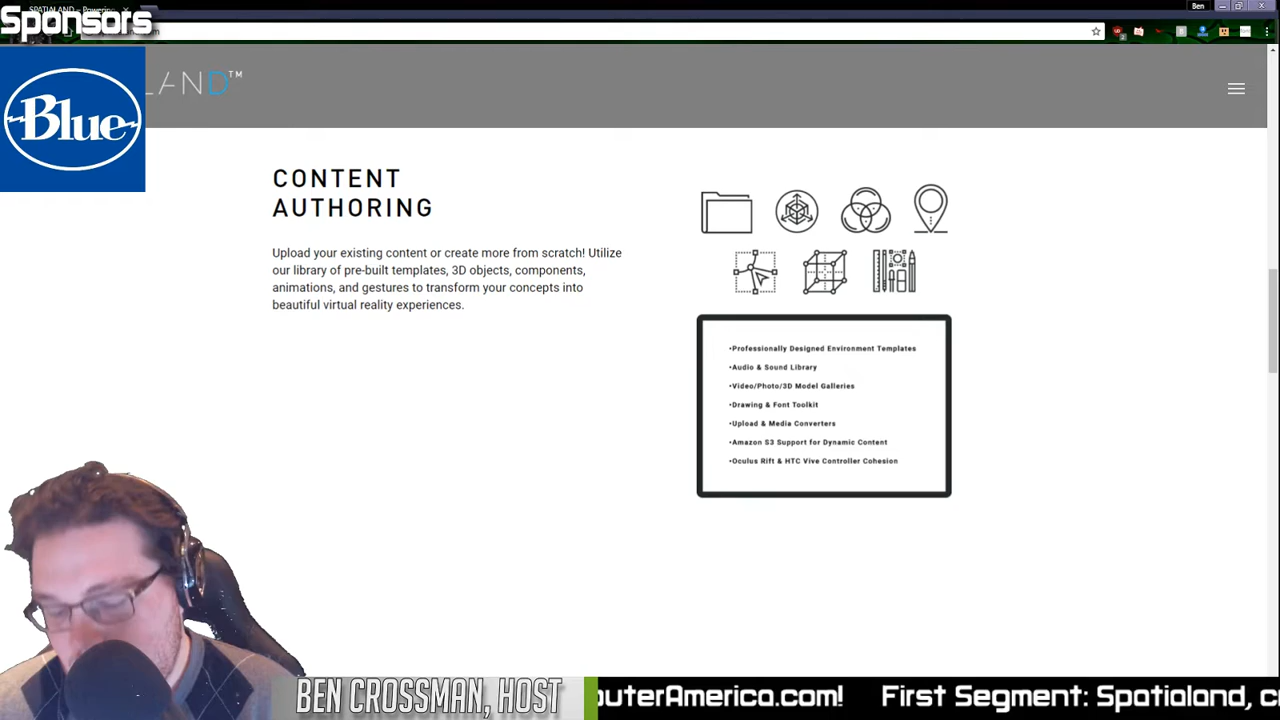 SPATIALAND – Powering
Ben
Sponsors
Blue
LAND™
CONTENT
AUTHORING
Upload your existing content or create more from scratch! Utilize
our library of pre-built templates, 3D objects, components,
animations, and gestures to transform your concepts into
beautiful virtual reality experiences.
•Professionally Designed Environment Templates
•Audio & Sound Library
•Video/Photo/3D Model Galleries
•Drawing & Font Toolkit
•Upload & Media Converters
•Amazon S3 Support for Dynamic Content
•Oculus Rift & HTC Vive Controller Cohesion
BEN CROSSMAN, HOST
outerAmerica.com! First Segment: Spatialand, c